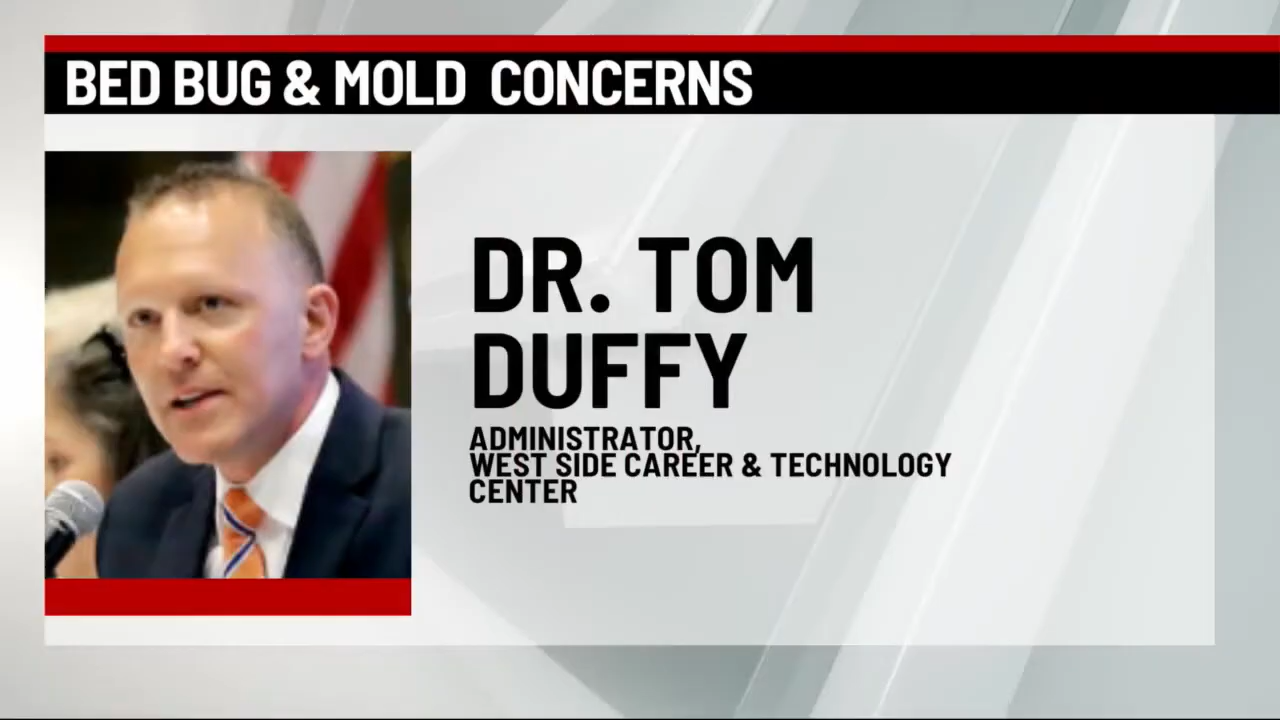 BED BUG & MOLD CONCERNS
DR. TOM
DUFFY
ADMINISTRATOR,
WEST SIDE CAREER & TECHNOLOGY
CENTER